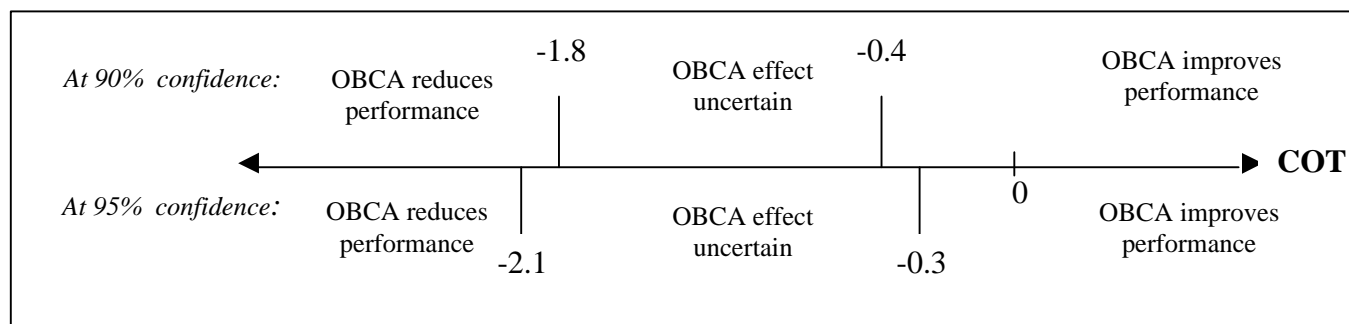 -1.8
-0.4
At 90% confidence:
OBCA reduces
performance
OBCA effect
uncertain
OBCA improves
performance
COT
0
At 95% confidence:
OBCA reduces
performance
OBCA effect
uncertain
OBCA improves
performance
-2.1
-0.3